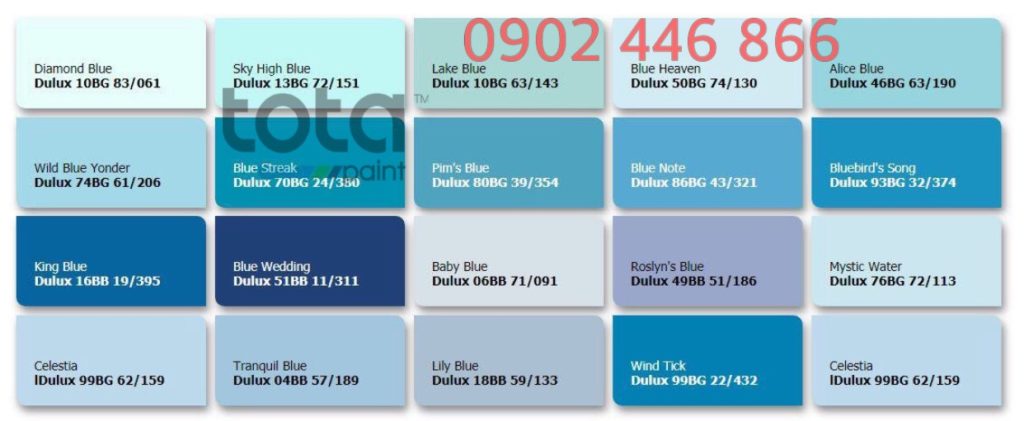 0902 446 866
Diamond Blue
Dulux 10BG 83/061
Sky High Blue
Dulux 13BG 72/151
Lake Blue
Dulux 10BG 63/143
Blue Heaven
Dulux 50BG 74/130
Alice Blue
Dulux 46BG 63/190
tota
paint
TM
Wild Blue Yonder
Dulux 74BG 61/206
Blue Streak
Dulux 70BG 24/380
Pim's Blue
Dulux 80BG 39/354
Blue Note
Dulux 86BG 43/321
Bluebird's Song
Dulux 93BG 32/374
King Blue
Dulux 16BB 19/395
Blue Wedding
Dulux 51BB 11/311
Baby Blue
Dulux 06BB 71/091
Roslyn's Blue
Dulux 49BB 51/186
Mystic Water
Dulux 76BG 72/113
Celestia
lDulux 99BG 62/159
Tranquil Blue
Dulux 04BB 57/189
Lily Blue
Dulux 18BB 59/133
Wind Tick
Dulux 99BG 22/432
Celestia
lDulux 99BG 62/159